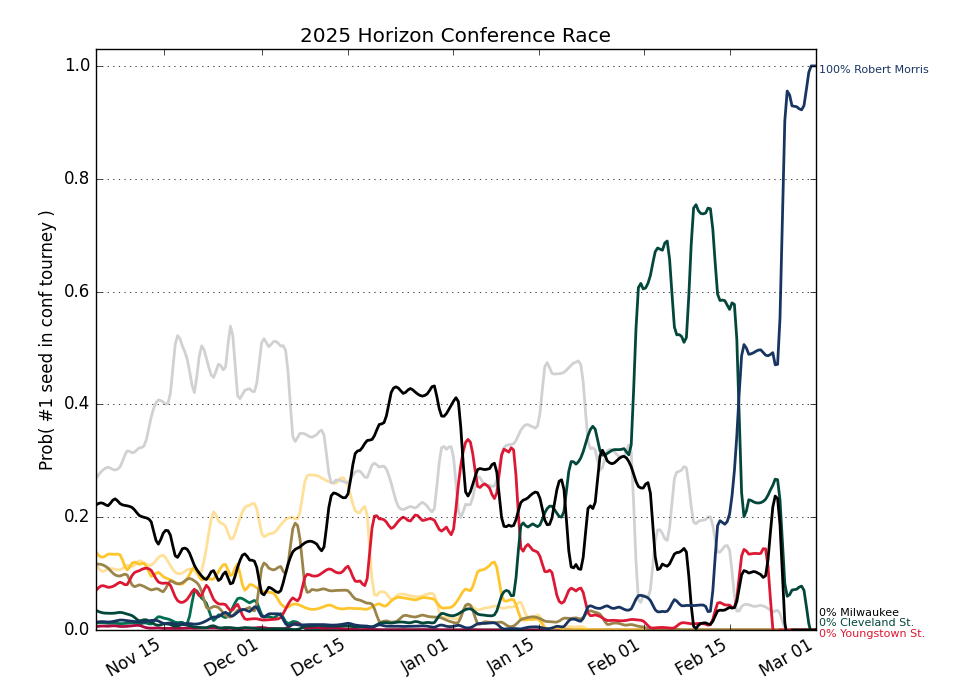 2025 Horizon Conference Race
Prob( #1 seed in conf tourney )
1.0
0.8
0.6
0.4
0.2
0.0
100% Robert Morris
0% Milwaukee
0% Cleveland St.
0% Youngstown St.
Nov 15
Dec 01
Dec 15
Jan 01
Jan 15
Feb 01
Feb 15
Mar 01